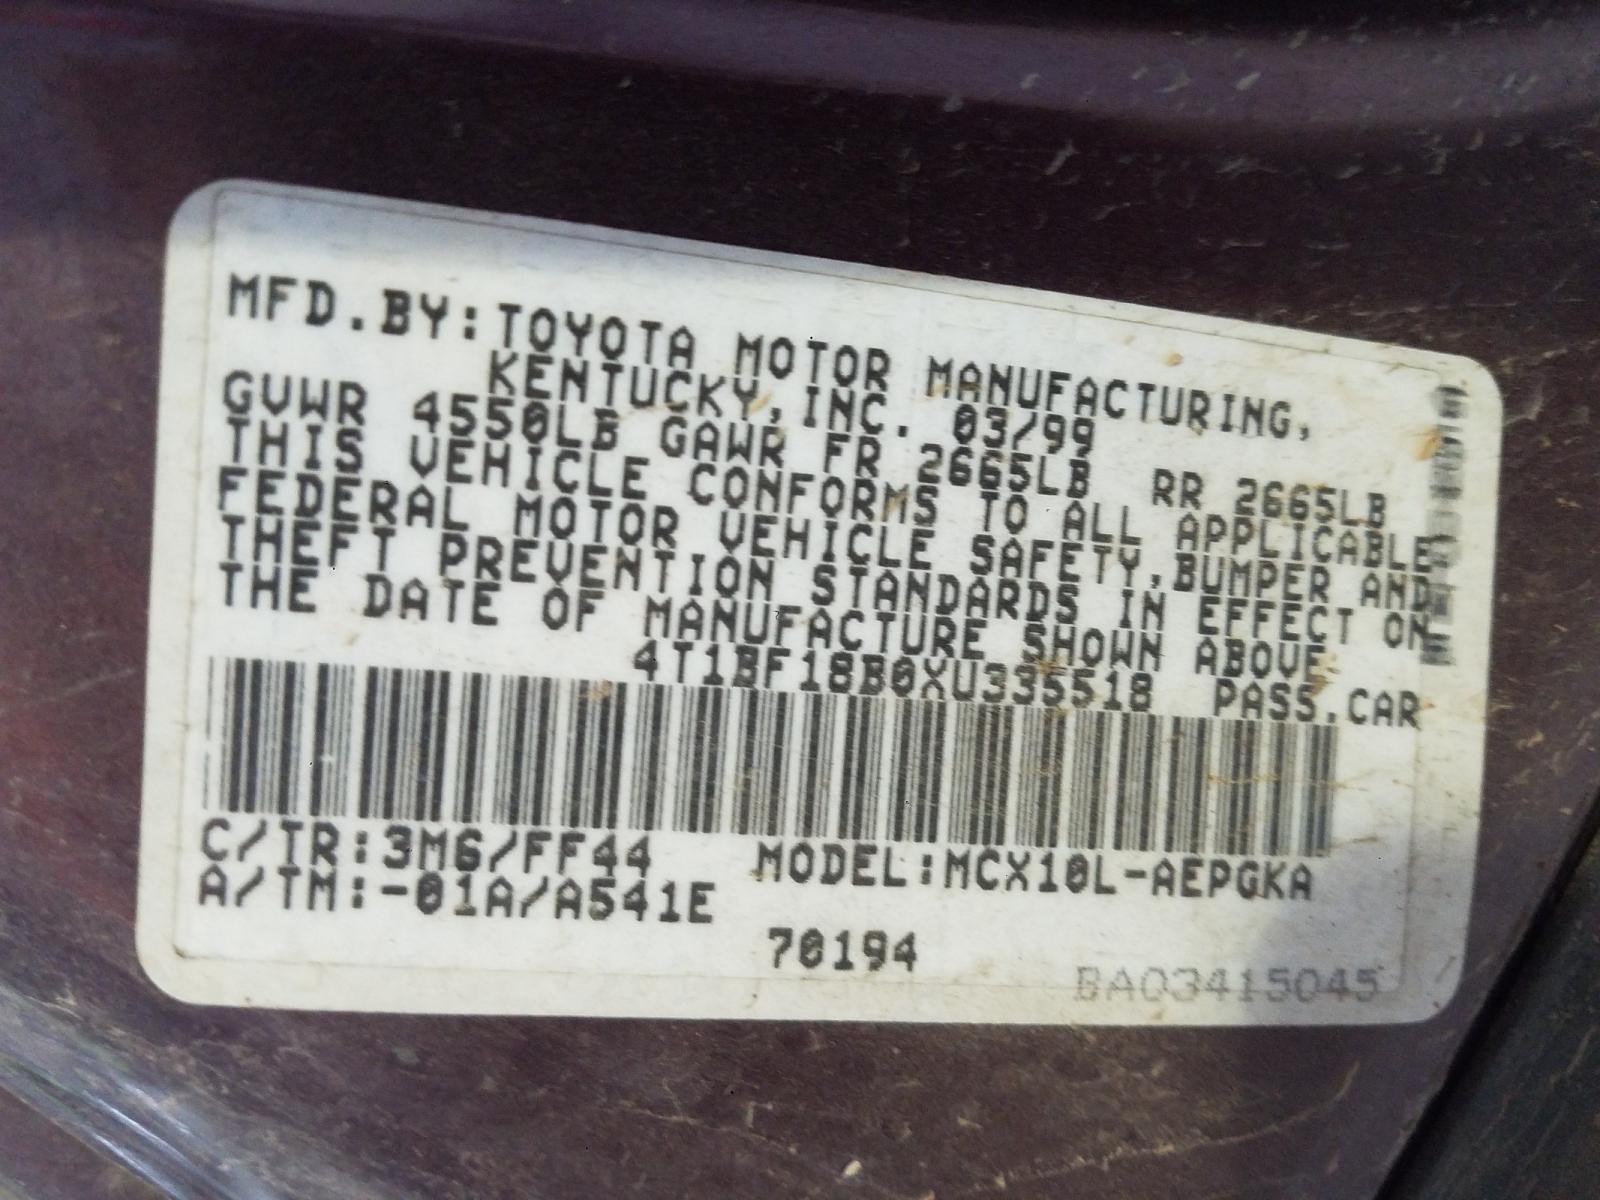 MFD.BY:TOYOTA MOTOR MANUFACTURING,
KENTUCKY,INC. 03/99
GVWR 4550LB GAWR FR 2665LB RR 2665LB
THIS VEHICLE CONFORMS TO ALL APPLICABLE
FEDERAL MOTOR VEHICLE SAFETY,BUMPER AND
THEFT PREVENTION STANDARDS IN EFFECT ON
THE DATE OF MANUFACTURE SHOWN ABOVE.
4T1BF18B0XU335518 PASS.CAR
C/TR:3M6/FF44 MODEL:MCX10L-AEPGKA
A/TM:-01A/A541E
70194
BA03415045